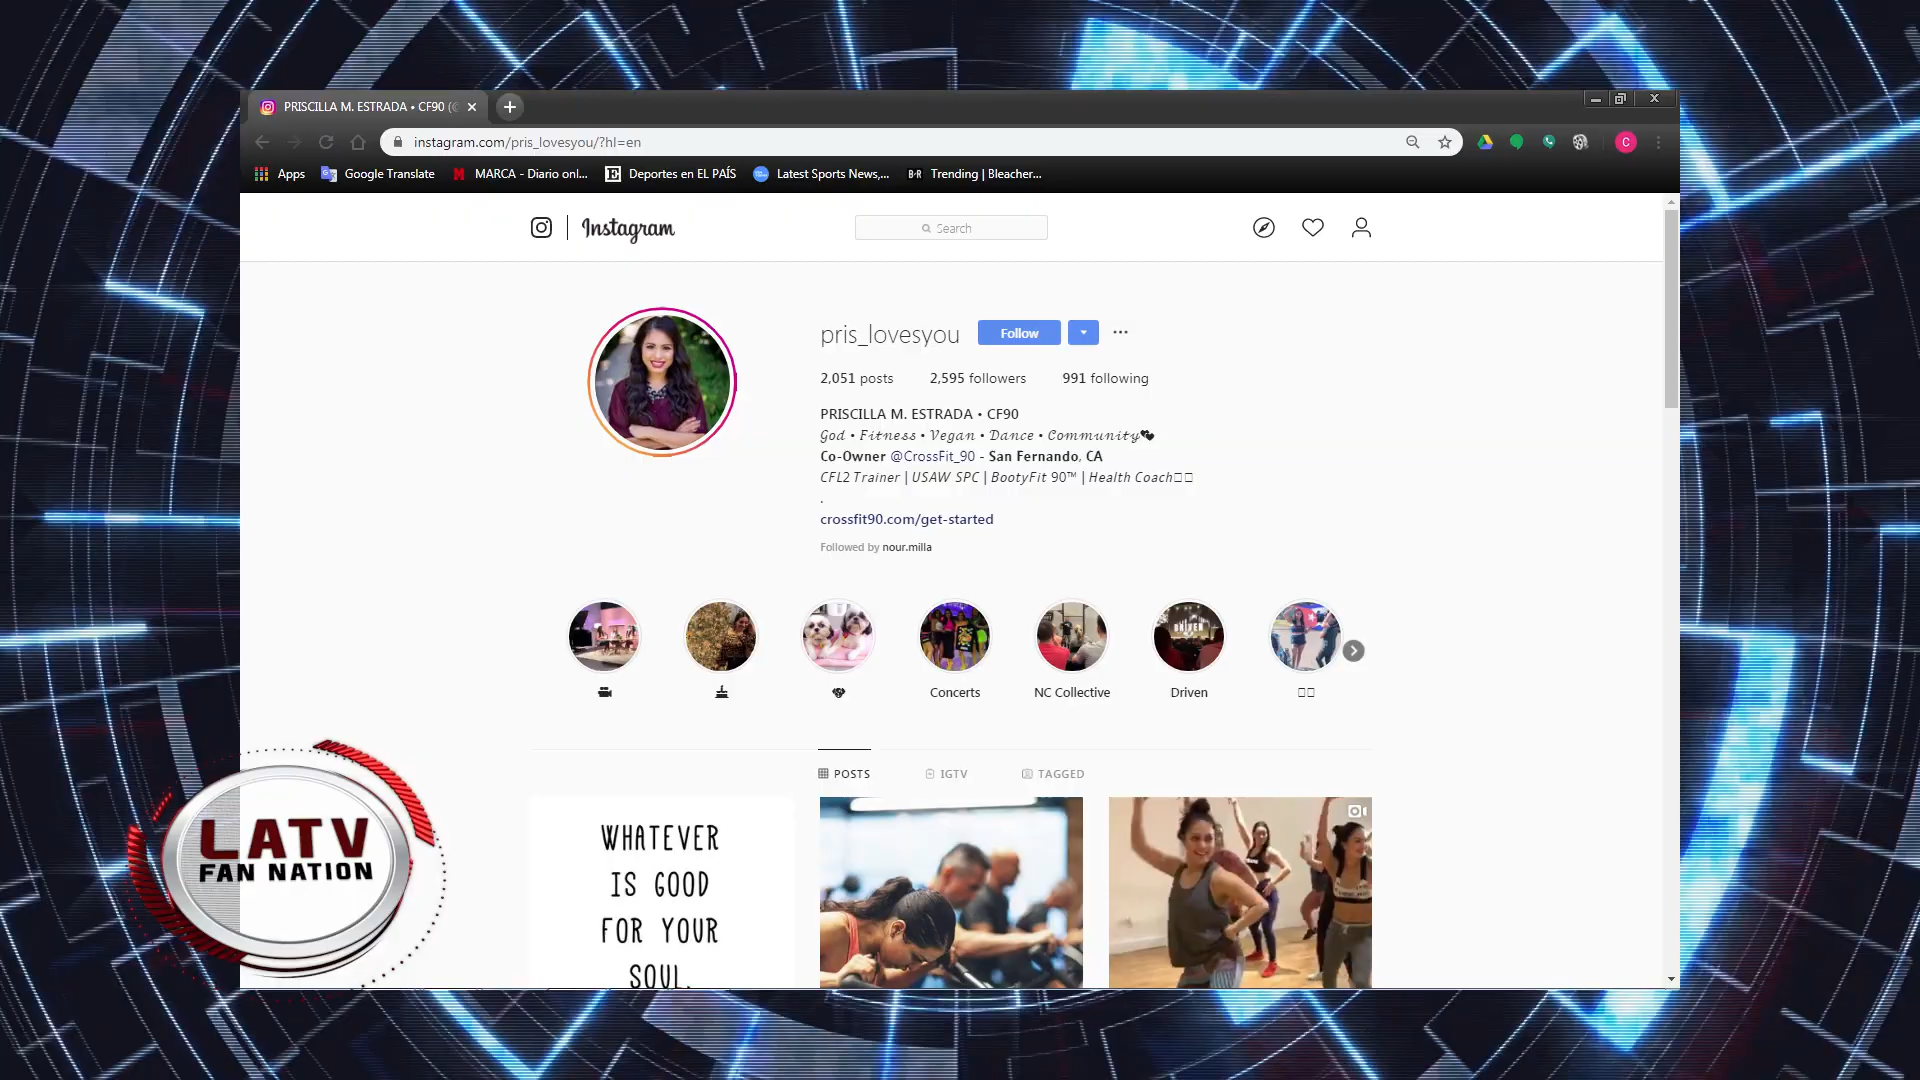 PRISCILLA M. ESTRADA • CF90 (@
instagram.com/pris_lovesyou/?hl=en
C
Apps Google Translate MARCA - Diario onl... Deportes en EL PAÍS Latest Sports News,... B·R Trending | Bleacher...
Instagram Search
pris_lovesyou Follow
2,051 posts 2,595 followers 991 following
PRISCILLA M. ESTRADA • CF90
God • Fitness • Vegan • Dance • Community
Co-Owner @CrossFit_90 - San Fernando, CA
CFL2 Trainer | USAW SPC | BootyFit 90™ | Health Coach
.
crossfit90.com/get-started
Followed by nour.milla
DRIVEN
Concerts NC Collective Driven
POSTS IGTV TAGGED
WHATEVER
IS GOOD
FOR YOUR
SOUL.
LATV
FAN NATION